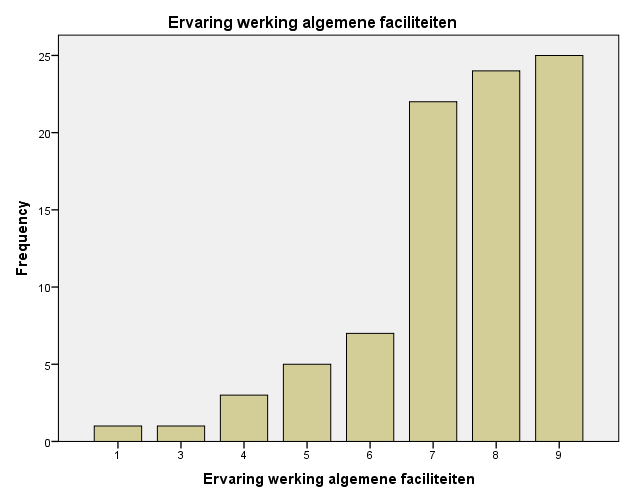 Ervaring werking algemene faciliteiten
25
20
15
10
5
0
Frequency
1 3 4 5 6 7 8 9
Ervaring werking algemene faciliteiten